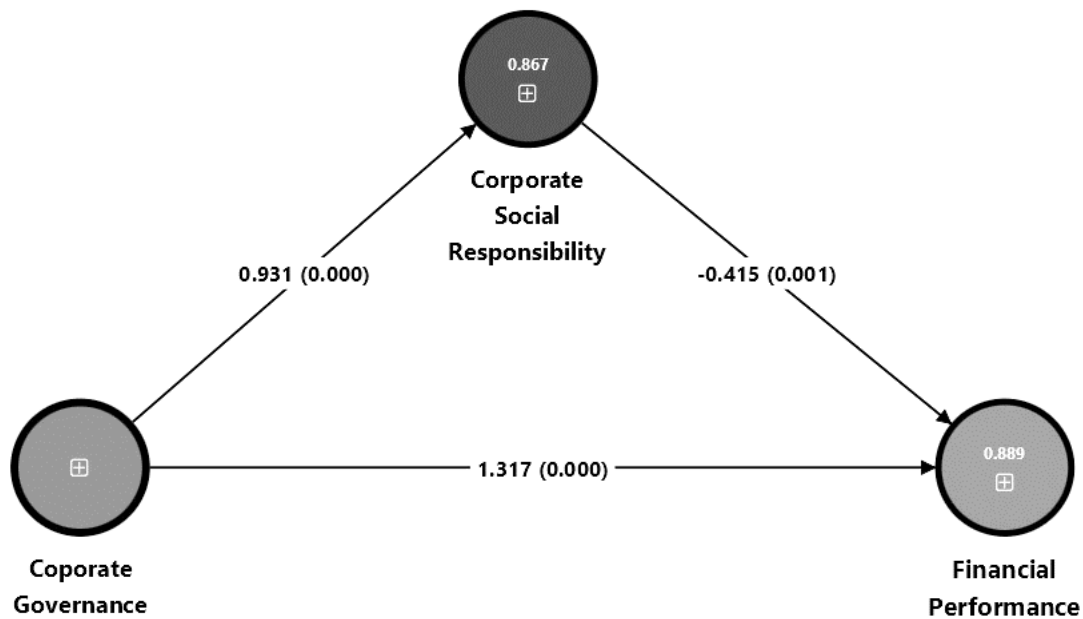 0.867
Corporate
Social
Responsibility
0.931 (0.000)
-0.415 (0.001)
0.889
1.317 (0.000)
Coporate
Governance
Financial
Performance